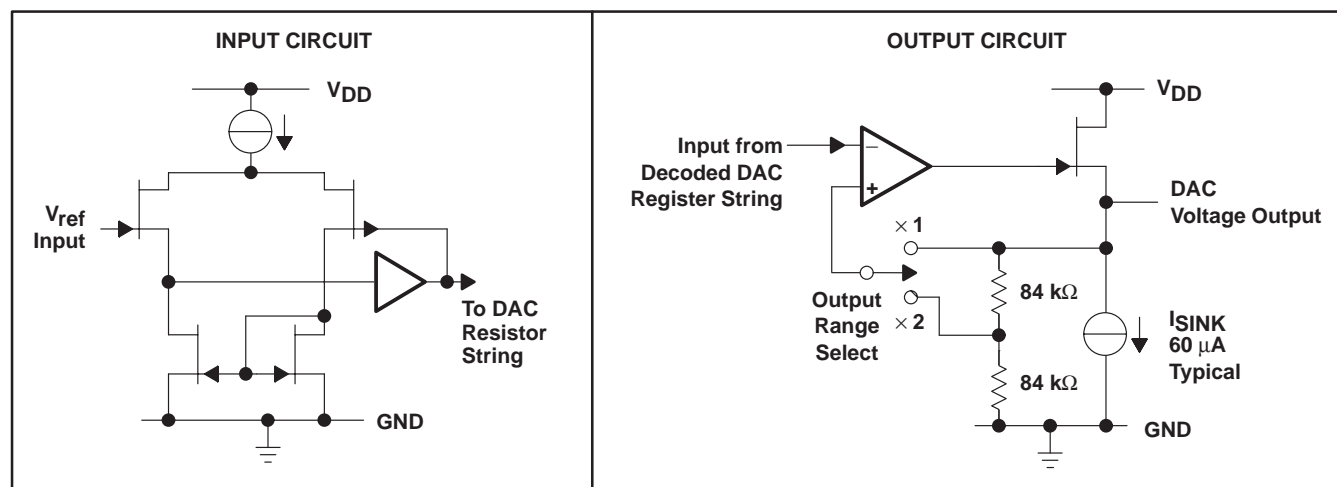 INPUT CIRCUIT
VDD
Vref
Input
To DAC
Resistor
String
GND
OUTPUT CIRCUIT
VDD
Input from
Decoded DAC
Register String
−
+
DAC
Voltage Output
× 1
84 kΩ
Output
Range
Select
× 2
ISINK
60 µA
Typical
84 kΩ
GND